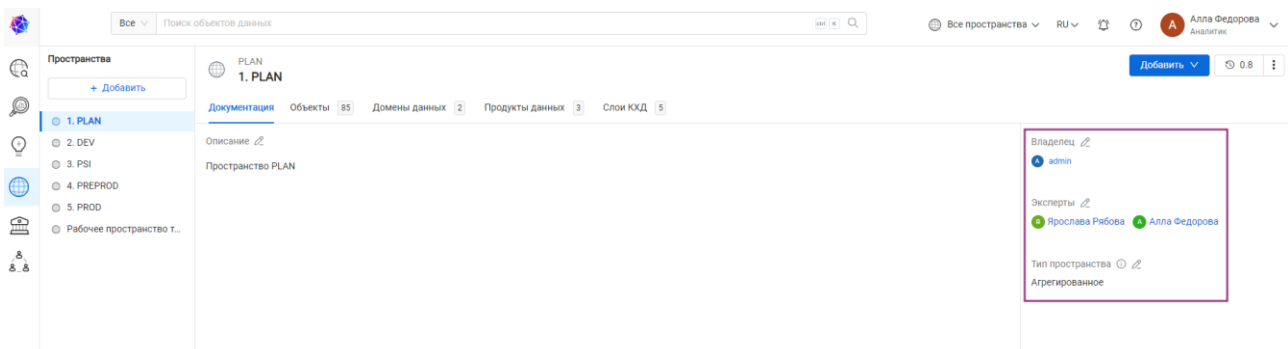 Все
Поиск объектов данных
ctrl K
Все пространства
RU
А
Алла Федорова
Аналитик
Пространства
+ Добавить
1. PLAN
2. DEV
3. PSI
4. PREPROD
5. PROD
Рабочее пространство т...
PLAN
1. PLAN
Добавить
0.8
Документация
Объекты 85
Домены данных 2
Продукты данных 3
Слои КХД 5
Описание
Пространство PLAN
Владелец
A admin
Эксперты
Я Ярослава Рябова А Алла Федорова
Тип пространства
Агрегированное